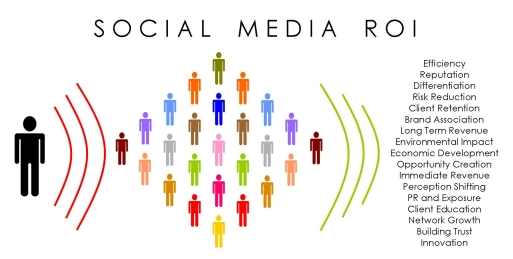 SOCIAL MEDIA ROI
Efficiency
Reputation
Differentiation
Risk Reduction
Client Retention
Brand Association
Long Term Revenue
Environmental Impact
Economic Development
Opportunity Creation
Immediate Revenue
Perception Shifting
PR and Exposure
Client Education
Network Growth
Building Trust
Innovation